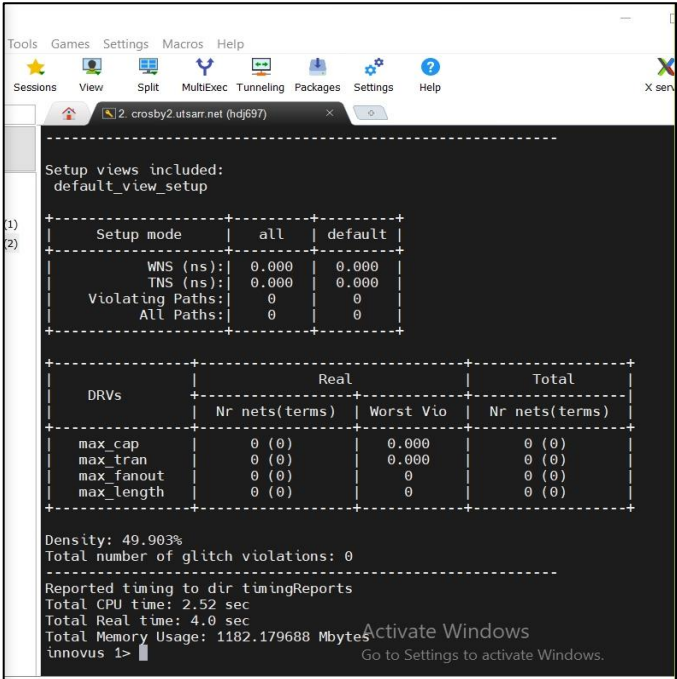 Tools Games Settings Macros Help
Sessions View Split MultiExec Tunneling Packages Settings Help X serv
2. crosby2.utsarr.net (hdj697)
(1)
(2)
-----------------------------------------------------------
Setup views included:
default_view_setup
+--------------------+---------+---------+
| Setup mode | all | default |
+--------------------+---------+---------+
| WNS (ns):| 0.000 | 0.000 |
| TNS (ns):| 0.000 | 0.000 |
| Violating Paths:| 0 | 0 |
| All Paths:| 0 | 0 |
+--------------------+---------+---------+
+----------------+-------------------------------+------------------+
| | Real | Total |
| DRVs +------------------+------------+------------------|
| | Nr nets(terms) | Worst Vio | Nr nets(terms) |
+----------------+------------------+------------+------------------+
| max_cap | 0 (0) | 0.000 | 0 (0) |
| max_tran | 0 (0) | 0.000 | 0 (0) |
| max_fanout | 0 (0) | 0 | 0 (0) |
| max_length | 0 (0) | 0 | 0 (0) |
+----------------+------------------+------------+------------------+
Density: 49.903%
Total number of glitch violations: 0
-----------------------------------------------------------
Reported timing to dir timingReports
Total CPU time: 2.52 sec
Total Real time: 4.0 sec
Total Memory Usage: 1182.179688 Mbytes
innovus 1>
Activate Windows
Go to Settings to activate Windows.